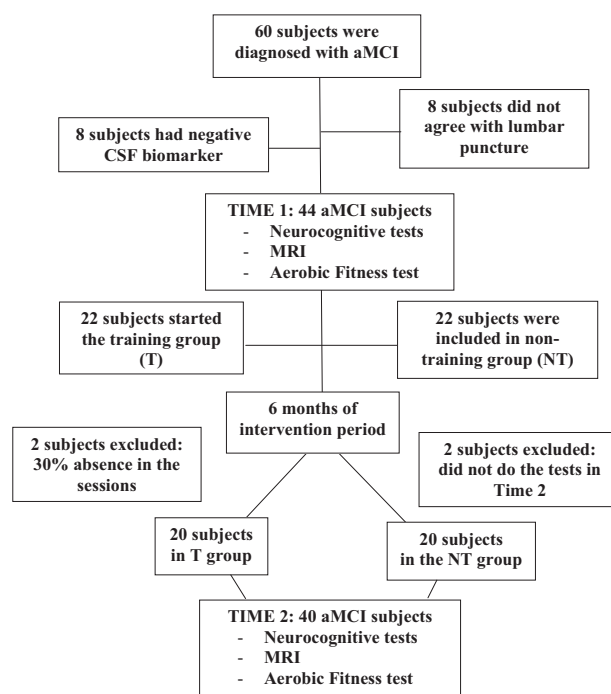 60 subjects were
diagnosed with aMCI
8 subjects did not
agree with lumbar
puncture
8 subjects had negative
CSF biomarker
TIME 1: 44 aMCI subjects
- Neurocognitive tests
- MRI
- Aerobic Fitness test
22 subjects started
the training group
(T)
22 subjects were
included in non-
training group (NT)
6 months of
intervention period
2 subjects excluded:
30% absence in the
sessions
2 subjects excluded:
did not do the tests in
Time 2
20 subjects
in T group
20 subjects
in the NT group
TIME 2: 40 aMCI subjects
- Neurocognitive tests
- MRI
- Aerobic Fitness test